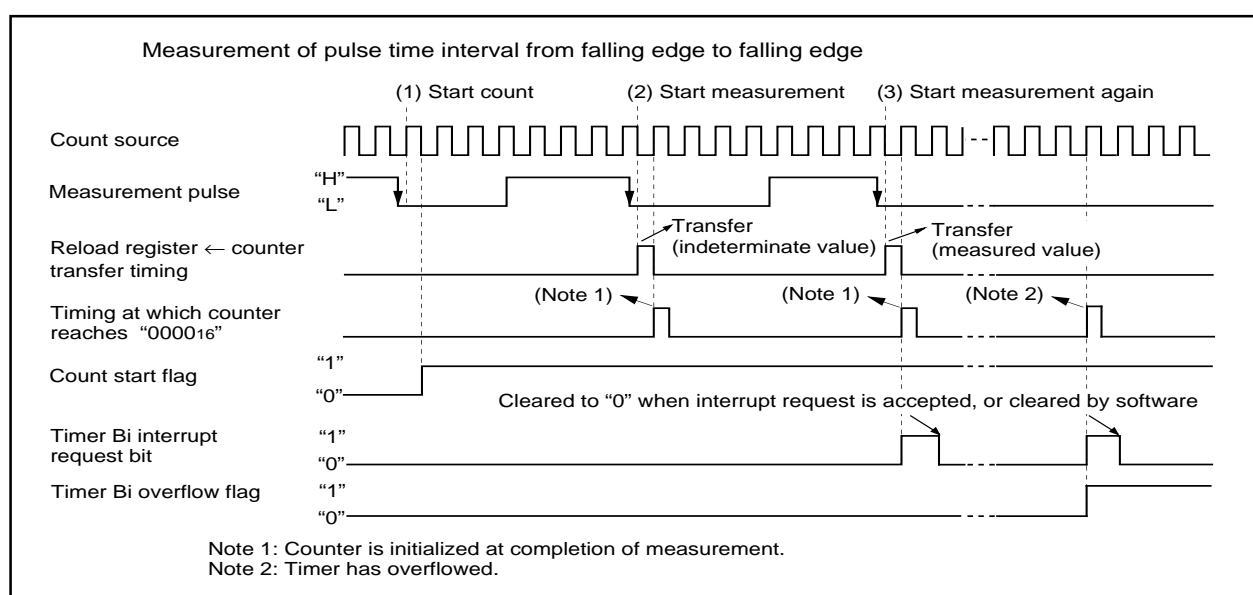 Measurement of pulse time interval from falling edge to falling edge
(1) Start count
(2) Start measurement
(3) Start measurement again
Count source
Measurement pulse
“H”
“L”
Reload register ← counter
transfer timing
Transfer
(indeterminate value)
Transfer
(measured value)
Timing at which counter
reaches “000016”
(Note 1)
(Note 1)
(Note 2)
Count start flag
“1”
“0”
Cleared to “0” when interrupt request is accepted, or cleared by software
Timer Bi interrupt
request bit
“1”
“0”
Timer Bi overflow flag
“1”
“0”
Note 1: Counter is initialized at completion of measurement.
Note 2: Timer has overflowed.